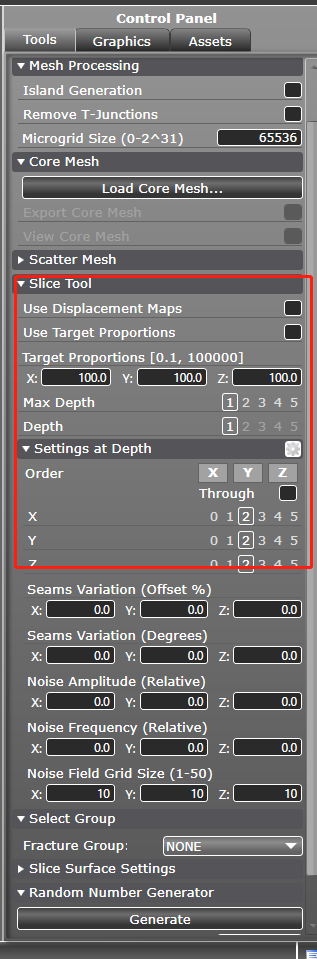 Control Panel
Tools Graphics Assets
Mesh Processing
Island Generation
Remove T-Junctions
Microgrid Size (0-2^31) 65536
Core Mesh
Load Core Mesh...
Export Core Mesh
View Core Mesh
Scatter Mesh
Slice Tool
Use Displacement Maps
Use Target Proportions
Target Proportions [0.1, 100000]
X: 100.0 Y: 100.0 Z: 100.0
Max Depth 1 2 3 4 5
Depth 1 2 3 4 5
Settings at Depth
Order X Y Z
Through
X 0 1 2 3 4 5
Y 0 1 2 3 4 5
Z 0 1 2 3 4 5
Seams Variation (Offset %)
X: 0.0 Y: 0.0 Z: 0.0
Seams Variation (Degrees)
X: 0.0 Y: 0.0 Z: 0.0
Noise Amplitude (Relative)
X: 0.0 Y: 0.0 Z: 0.0
Noise Frequency (Relative)
X: 0.0 Y: 0.0 Z: 0.0
Noise Field Grid Size (1-50)
X: 10 Y: 10 Z: 10
Select Group
Fracture Group: NONE
Slice Surface Settings
Random Number Generator
Generate